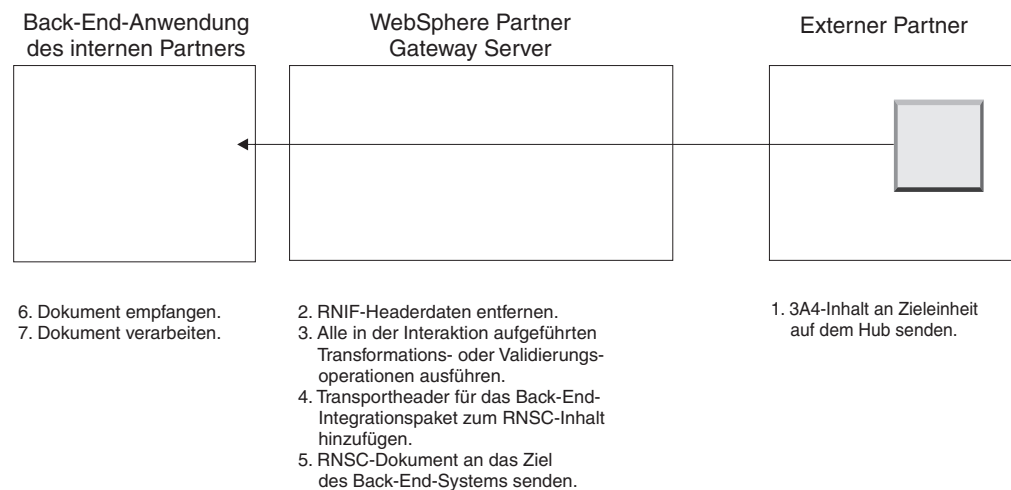 Back-End-Anwendung
des internen Partners
WebSphere Partner
Gateway Server
Externer Partner
6. Dokument empfangen.
7. Dokument verarbeiten.
2. RNIF-Headerdaten entfernen.
3. Alle in der Interaktion aufgeführten
Transformations- oder Validierungs-
operationen ausführen.
4. Transportheader für das Back-End-
Integrationspaket zum RNSC-Inhalt
hinzufügen.
5. RNSC-Dokument an das Ziel
des Back-End-Systems senden.
1. 3A4-Inhalt an Zieleinheit
auf dem Hub senden.